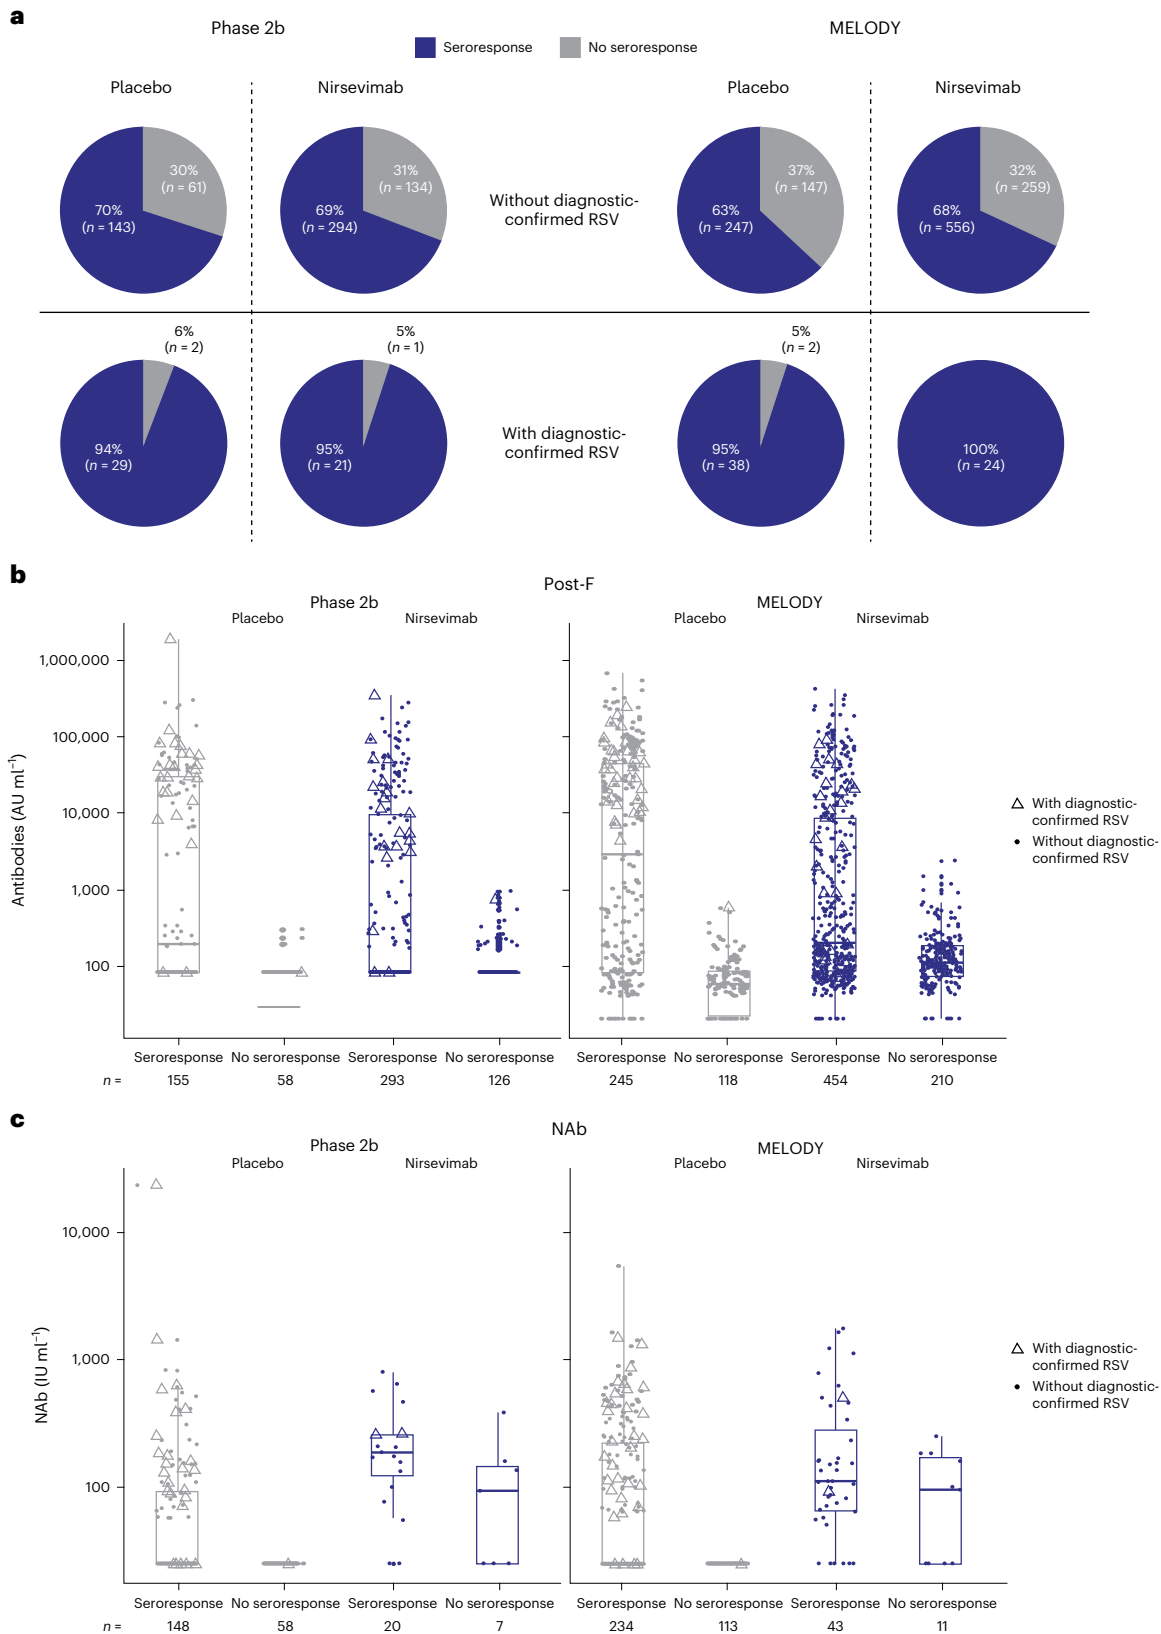 a
Phase 2b
MELODY
Seroresponse
No seroresponse
Placebo
Nirsevimab
Placebo
Nirsevimab
30%
(n = 61)
70%
(n = 143)
31%
(n = 134)
69%
(n = 294)
Without diagnostic-
confirmed RSV
37%
(n = 147)
63%
(n = 247)
32%
(n = 259)
68%
(n = 556)
6%
(n = 2)
94%
(n = 29)
5%
(n = 1)
95%
(n = 21)
With diagnostic-
confirmed RSV
5%
(n = 2)
95%
(n = 38)
100%
(n = 24)
b
Post-F
Phase 2b
MELODY
Placebo
Nirsevimab
Placebo
Nirsevimab
Antibodies (AU ml−1)
1,000,000
100,000
10,000
1,000
100
With diagnostic-
confirmed RSV
Without diagnostic-
confirmed RSV
Seroresponse No seroresponse Seroresponse No seroresponse Seroresponse No seroresponse Seroresponse No seroresponse
n = 155 58 293 126 245 118 454 210
c
NAb
Phase 2b
MELODY
Placebo
Nirsevimab
Placebo
Nirsevimab
NAb (IU ml−1)
10,000
1,000
100
With diagnostic-
confirmed RSV
Without diagnostic-
confirmed RSV
Seroresponse No seroresponse Seroresponse No seroresponse Seroresponse No seroresponse Seroresponse No seroresponse
n = 148 58 20 7 234 113 43 11